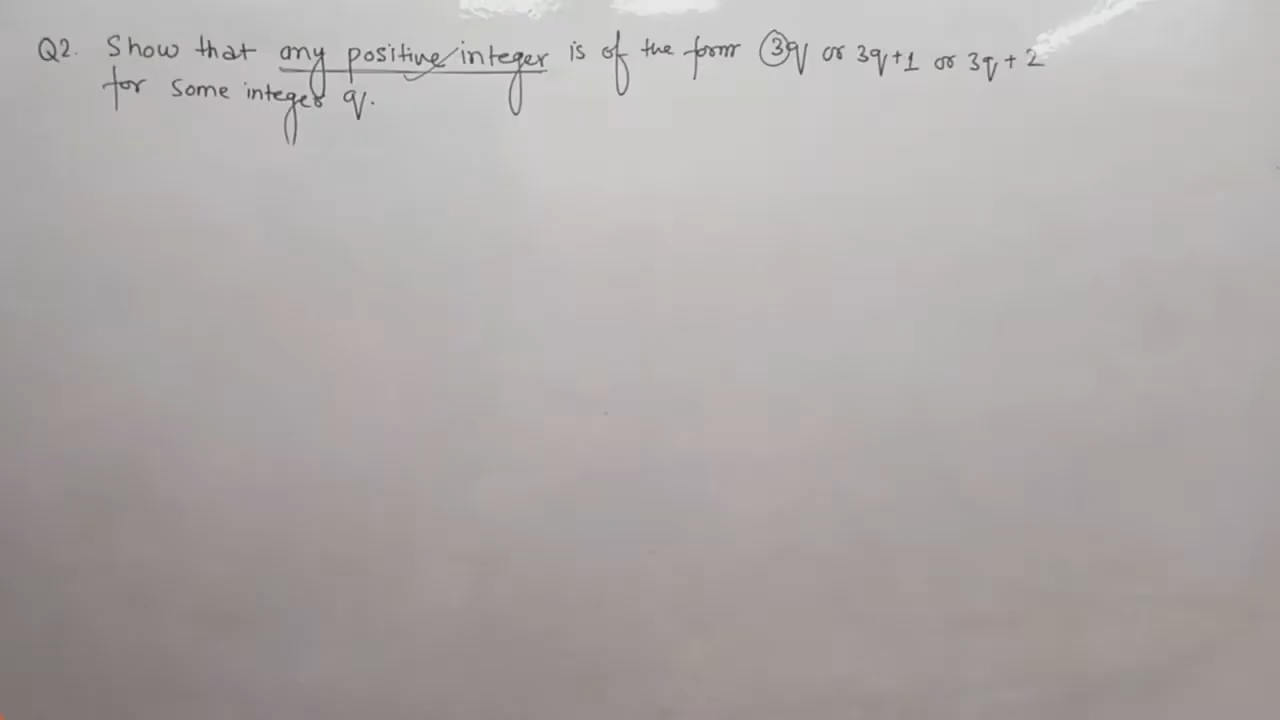 Q2. Show that any positive integer is of the form 3q or 3q+1 or 3q+2
for some integer q.